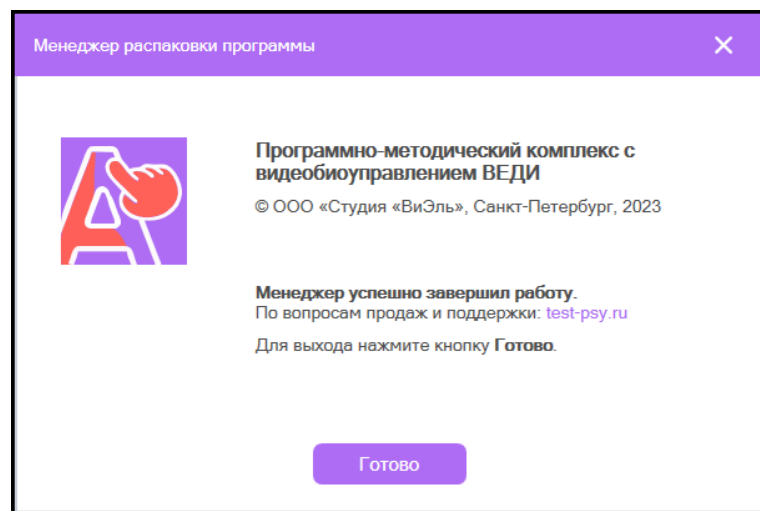 Менеджер распаковки программы
Программно-методический комплекс с
видеобиоуправлением ВЕДИ
© ООО «Студия «ВиЭль», Санкт-Петербург, 2023
Менеджер успешно завершил работу.
По вопросам продаж и поддержки: test-psy.ru
Для выхода нажмите кнопку Готово.
Готово